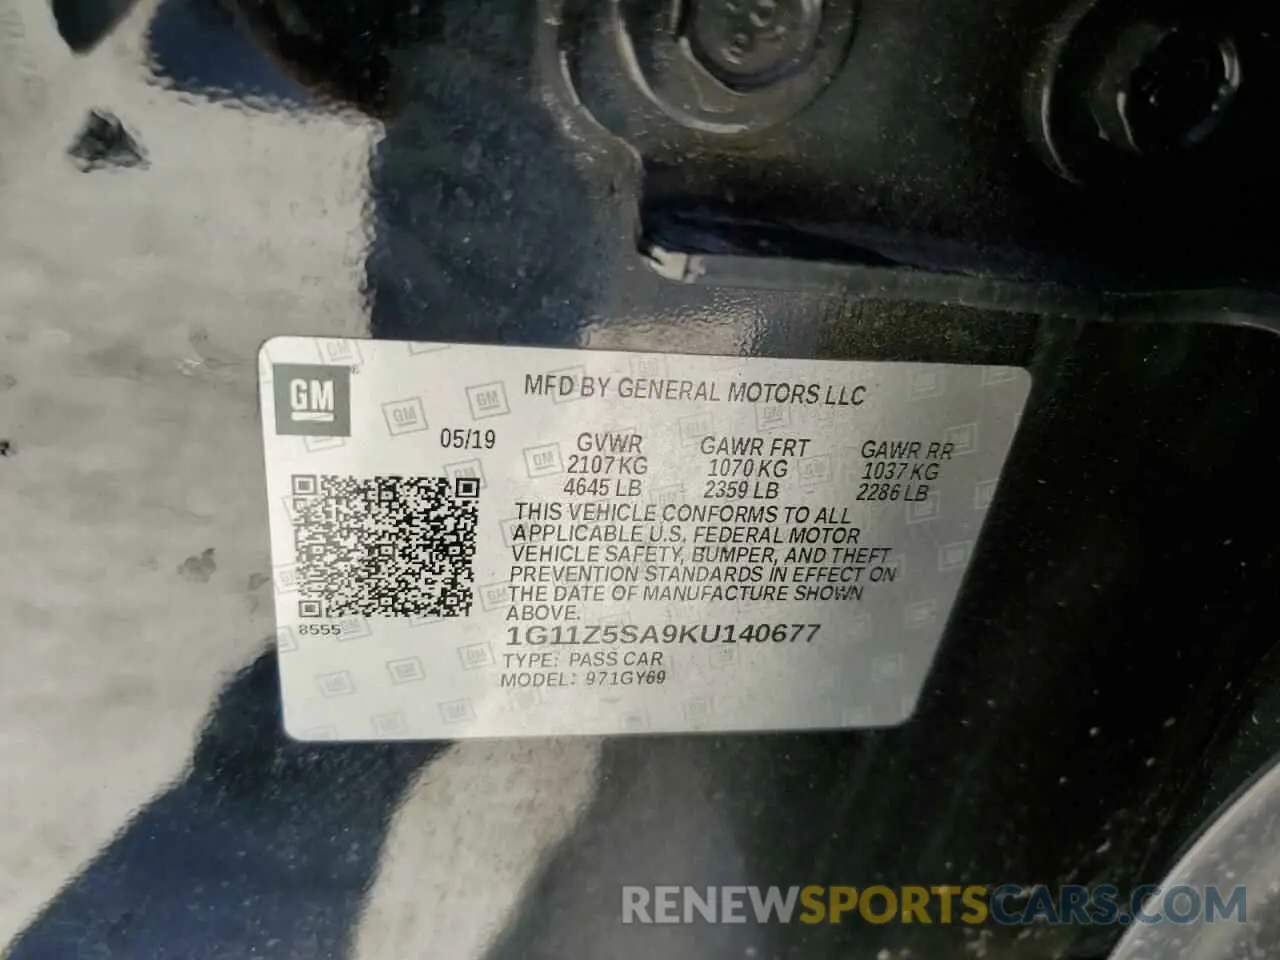 GM
MFD BY GENERAL MOTORS LLC
05/19
GVWR GAWR FRT GAWR RR
2107 KG 1070 KG 1037 KG
4645 LB 2359 LB 2286 LB
THIS VEHICLE CONFORMS TO ALL
APPLICABLE U.S. FEDERAL MOTOR
VEHICLE SAFETY, BUMPER, AND THEFT
PREVENTION STANDARDS IN EFFECT ON
THE DATE OF MANUFACTURE SHOWN
ABOVE.
8555
1G11Z5SA9KU140677
TYPE: PASS CAR
MODEL: 971GY69
RENEWSPORTSCARS.COM